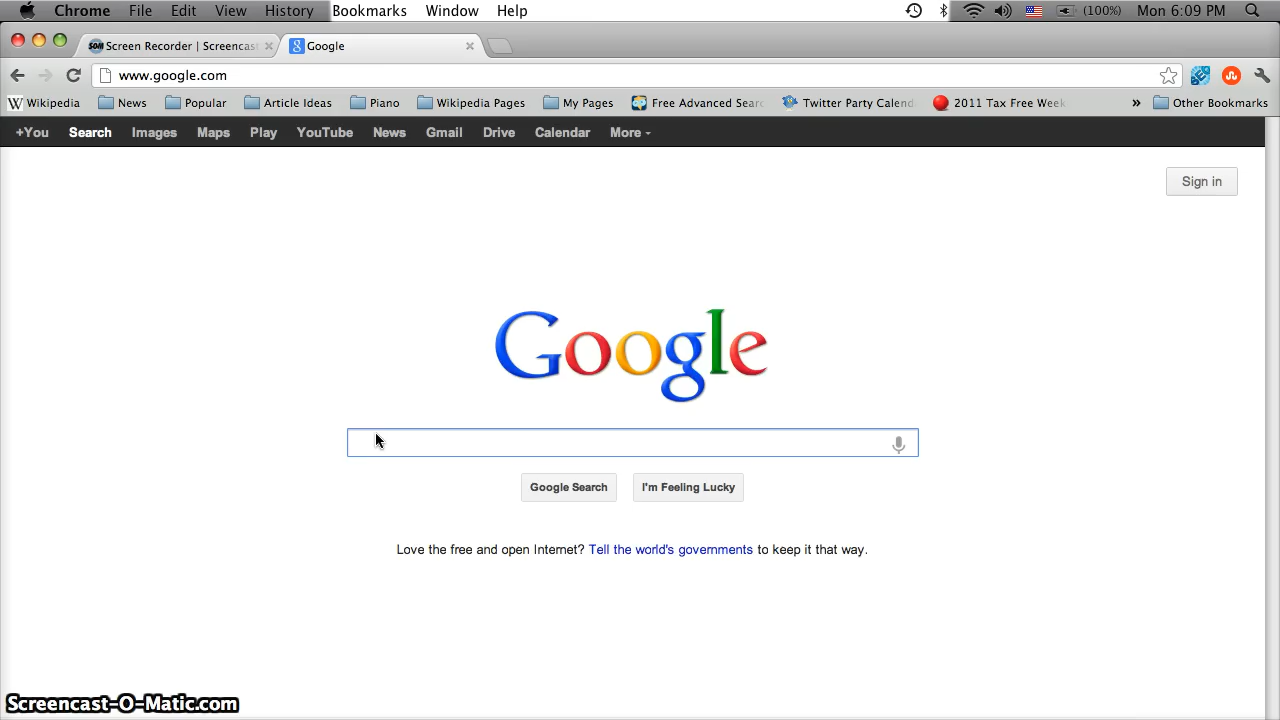 Chrome File Edit View History Bookmarks Window Help (100%) Mon 6:09 PM
SOM Screen Recorder | Screencast Google
www.google.com
W Wikipedia News Popular Article Ideas Piano Wikipedia Pages My Pages Free Advanced Sear Twitter Party Calend 2011 Tax Free Week » Other Bookmarks
+You Search Images Maps Play YouTube News Gmail Drive Calendar More
Sign in
Google
Google Search I'm Feeling Lucky
Love the free and open Internet? Tell the world's governments to keep it that way.
Screencast-O-Matic.com